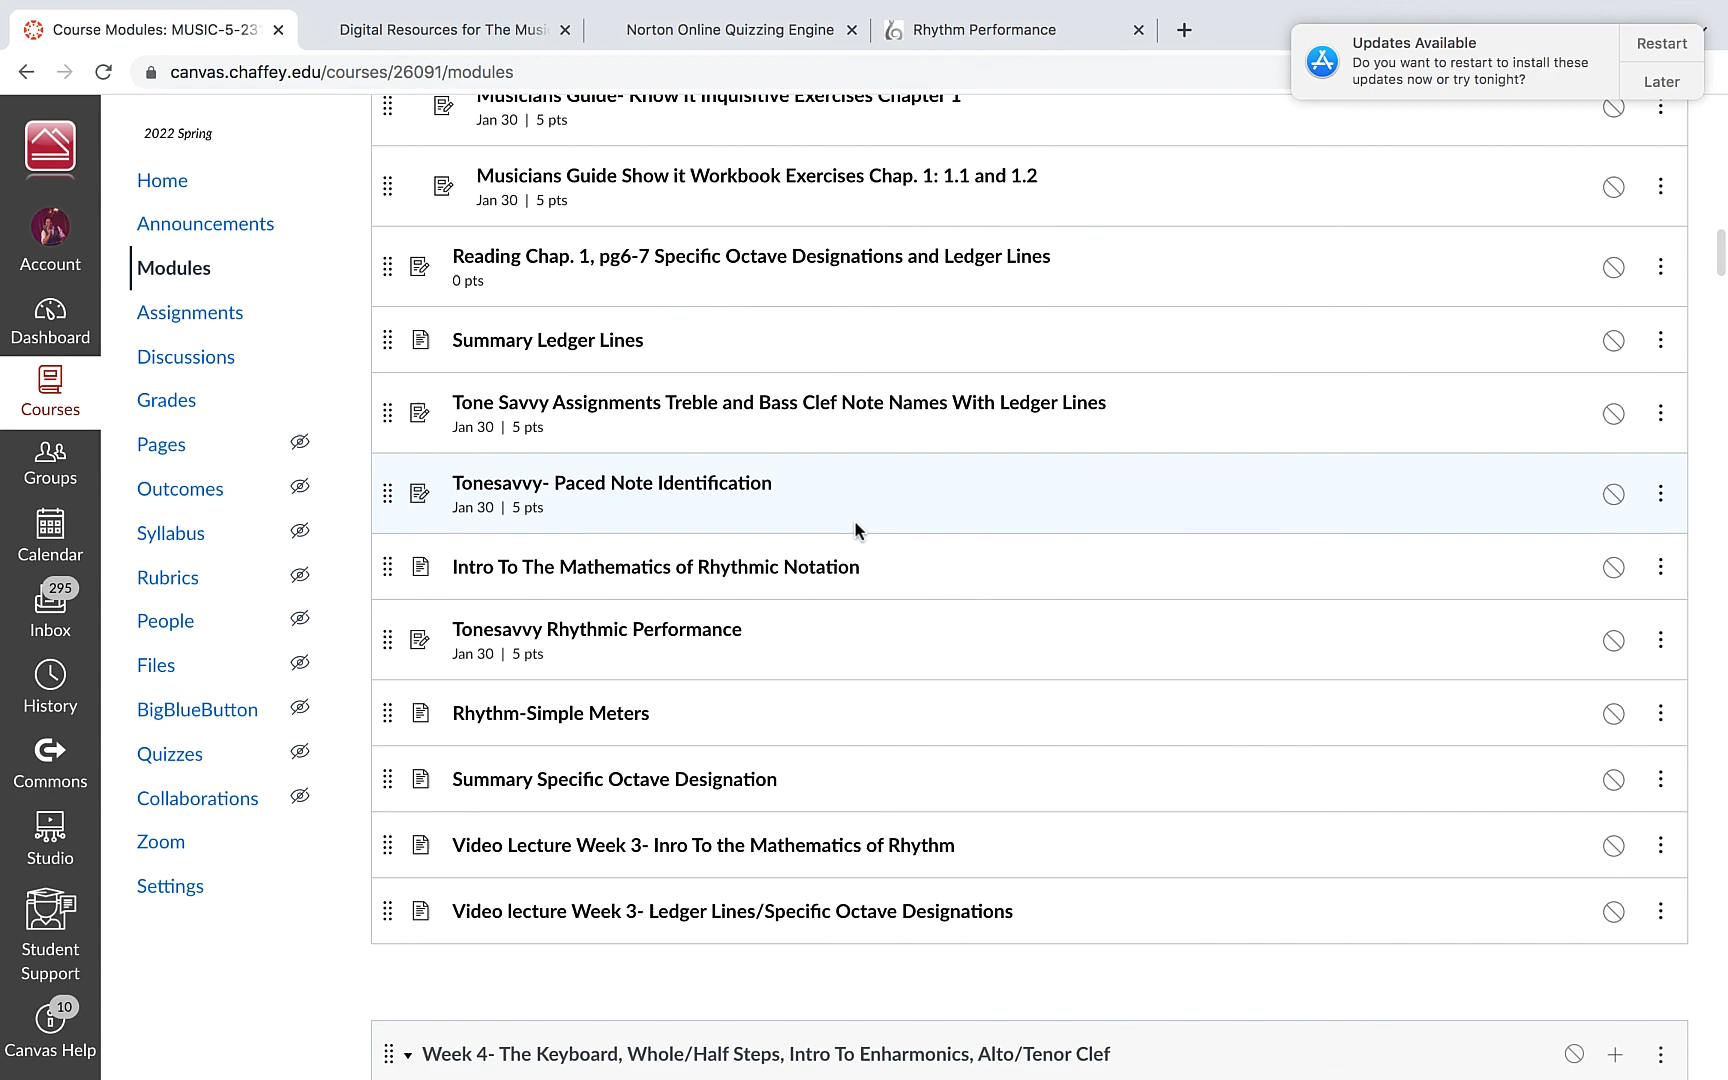 Course Modules: MUSIC-5-231
Digital Resources for The Musi
Norton Online Quizzing Engine
Rhythm Performance
canvas.chaffey.edu/courses/26091/modules
Updates Available
Do you want to restart to install these
updates now or try tonight?
Restart
Later
Account
Dashboard
Courses
Groups
Calendar
295
Inbox
History
Commons
Studio
Student
Support
10
Canvas Help
2022 Spring
Home
Announcements
Modules
Assignments
Discussions
Grades
Pages
Outcomes
Syllabus
Rubrics
People
Files
BigBlueButton
Quizzes
Collaborations
Zoom
Settings
Musicians Guide- Know it Inquisitive Exercises Chapter 1
Jan 30 | 5 pts
Musicians Guide Show it Workbook Exercises Chap. 1: 1.1 and 1.2
Jan 30 | 5 pts
Reading Chap. 1, pg6-7 Specific Octave Designations and Ledger Lines
0 pts
Summary Ledger Lines
Tone Savvy Assignments Treble and Bass Clef Note Names With Ledger Lines
Jan 30 | 5 pts
Tonesavvy- Paced Note Identification
Jan 30 | 5 pts
Intro To The Mathematics of Rhythmic Notation
Tonesavvy Rhythmic Performance
Jan 30 | 5 pts
Rhythm-Simple Meters
Summary Specific Octave Designation
Video Lecture Week 3- Inro To the Mathematics of Rhythm
Video lecture Week 3- Ledger Lines/Specific Octave Designations
Week 4- The Keyboard, Whole/Half Steps, Intro To Enharmonics, Alto/Tenor Clef